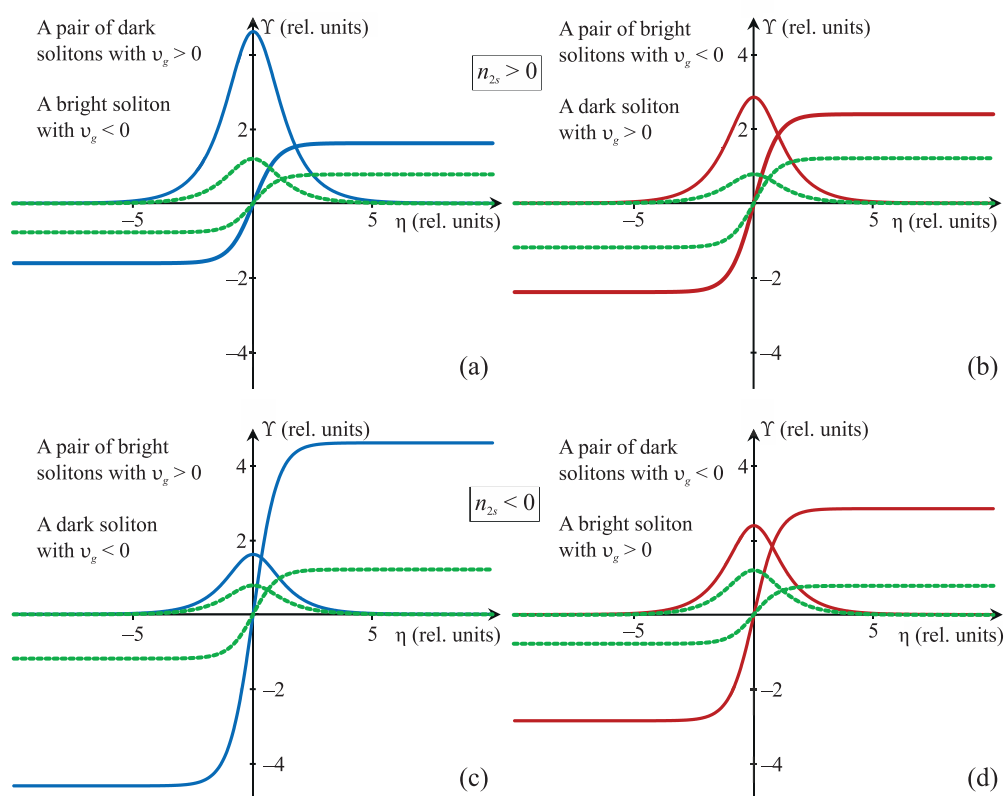 A pair of dark
solitons with υg > 0
A bright soliton
with υg < 0
ϒ (rel. units)
2
−5
5
η (rel. units)
−2
−4
(a)
n2s > 0
A pair of bright
solitons with υg < 0
A dark soliton
with υg > 0
ϒ (rel. units)
4
2
−5
5
η (rel. units)
−2
−4
(b)
A pair of bright
solitons with υg > 0
A dark soliton
with υg < 0
ϒ (rel. units)
4
2
−5
5
η (rel. units)
−2
−4
(c)
n2s < 0
A pair of dark
solitons with υg < 0
A bright soliton
with υg > 0
ϒ (rel. units)
4
2
−5
5
η (rel. units)
−2
−4
(d)